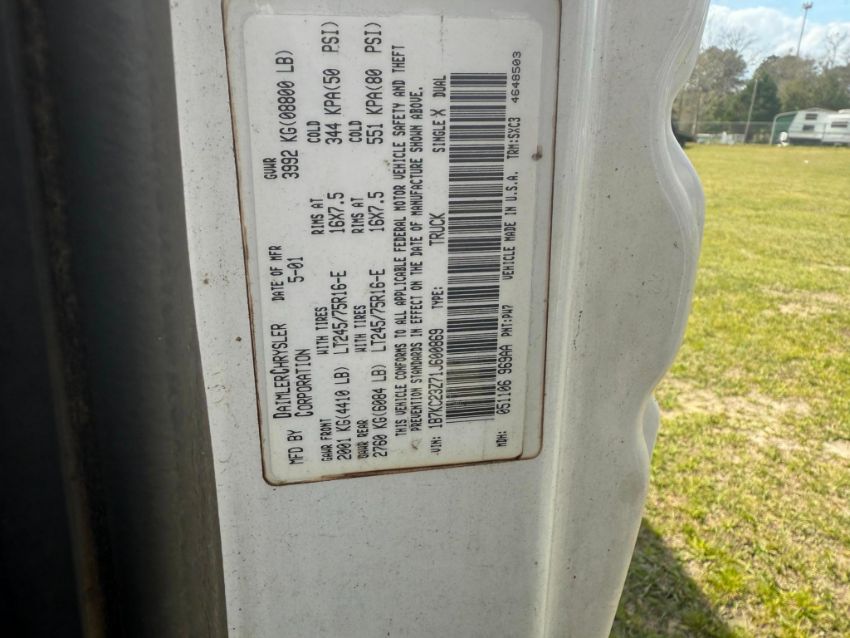 MFD BY DAIMLERCHRYSLER CORPORATION
DATE OF MFR 5-01
GVWR 3992 KG(08800 LB)
GAWR FRONT WITH TIRES RIMS AT COLD
2001 KG(4410 LB) LT245/75R16-E 16X7.5 344 KPA(50 PSI)
GAWR REAR WITH TIRES RIMS AT COLD
2760 KG(6084 LB) LT245/75R16-E 16X7.5 551 KPA(80 PSI)
THIS VEHICLE CONFORMS TO ALL APPLICABLE FEDERAL MOTOR VEHICLE SAFETY AND THEFT
PREVENTION STANDARDS IN EFFECT ON THE DATE OF MANUFACTURE SHOWN ABOVE.
VIN: 1B7KC23Z71J600869 TYPE: TRUCK SINGLE X DUAL
MDH: 051106 969AA PNT:PW7 VEHICLE MADE IN U.S.A. TRM:SXC3 4648503